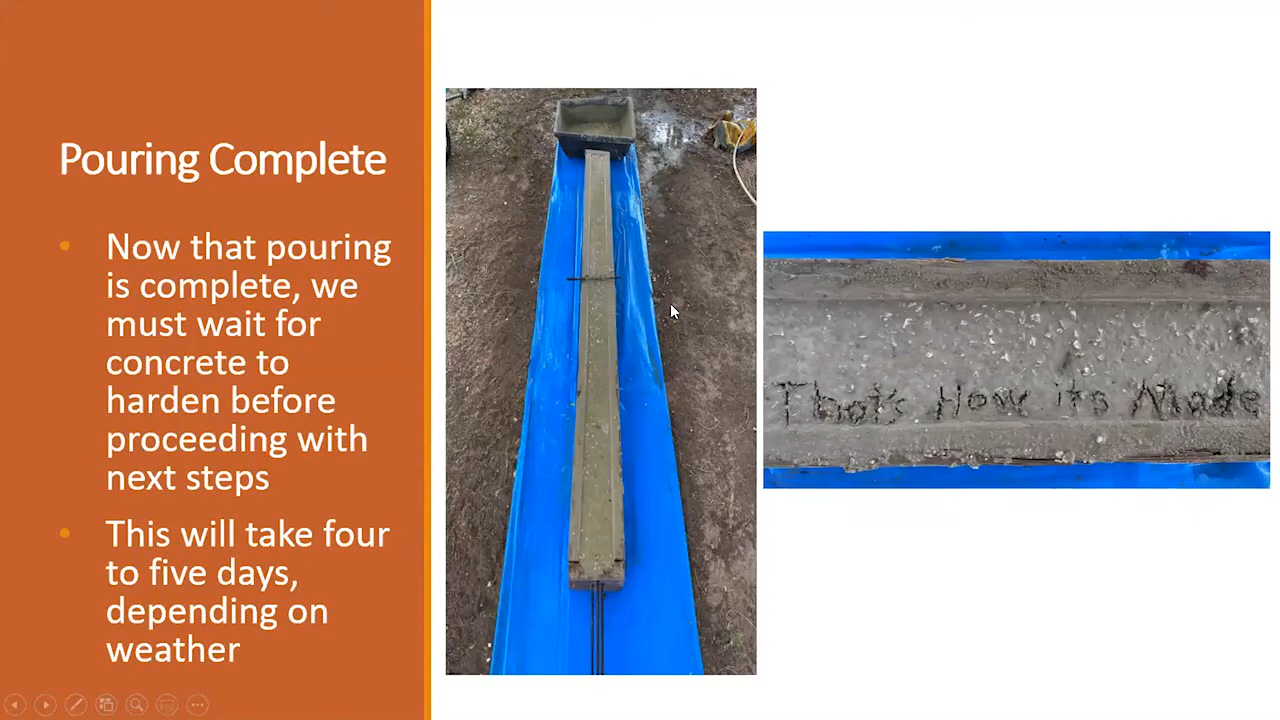 Pouring Complete
Now that pouring
is complete, we
must wait for
concrete to
harden before
proceeding with
next steps
This will take four
to five days,
depending on
weather
That's How its Made